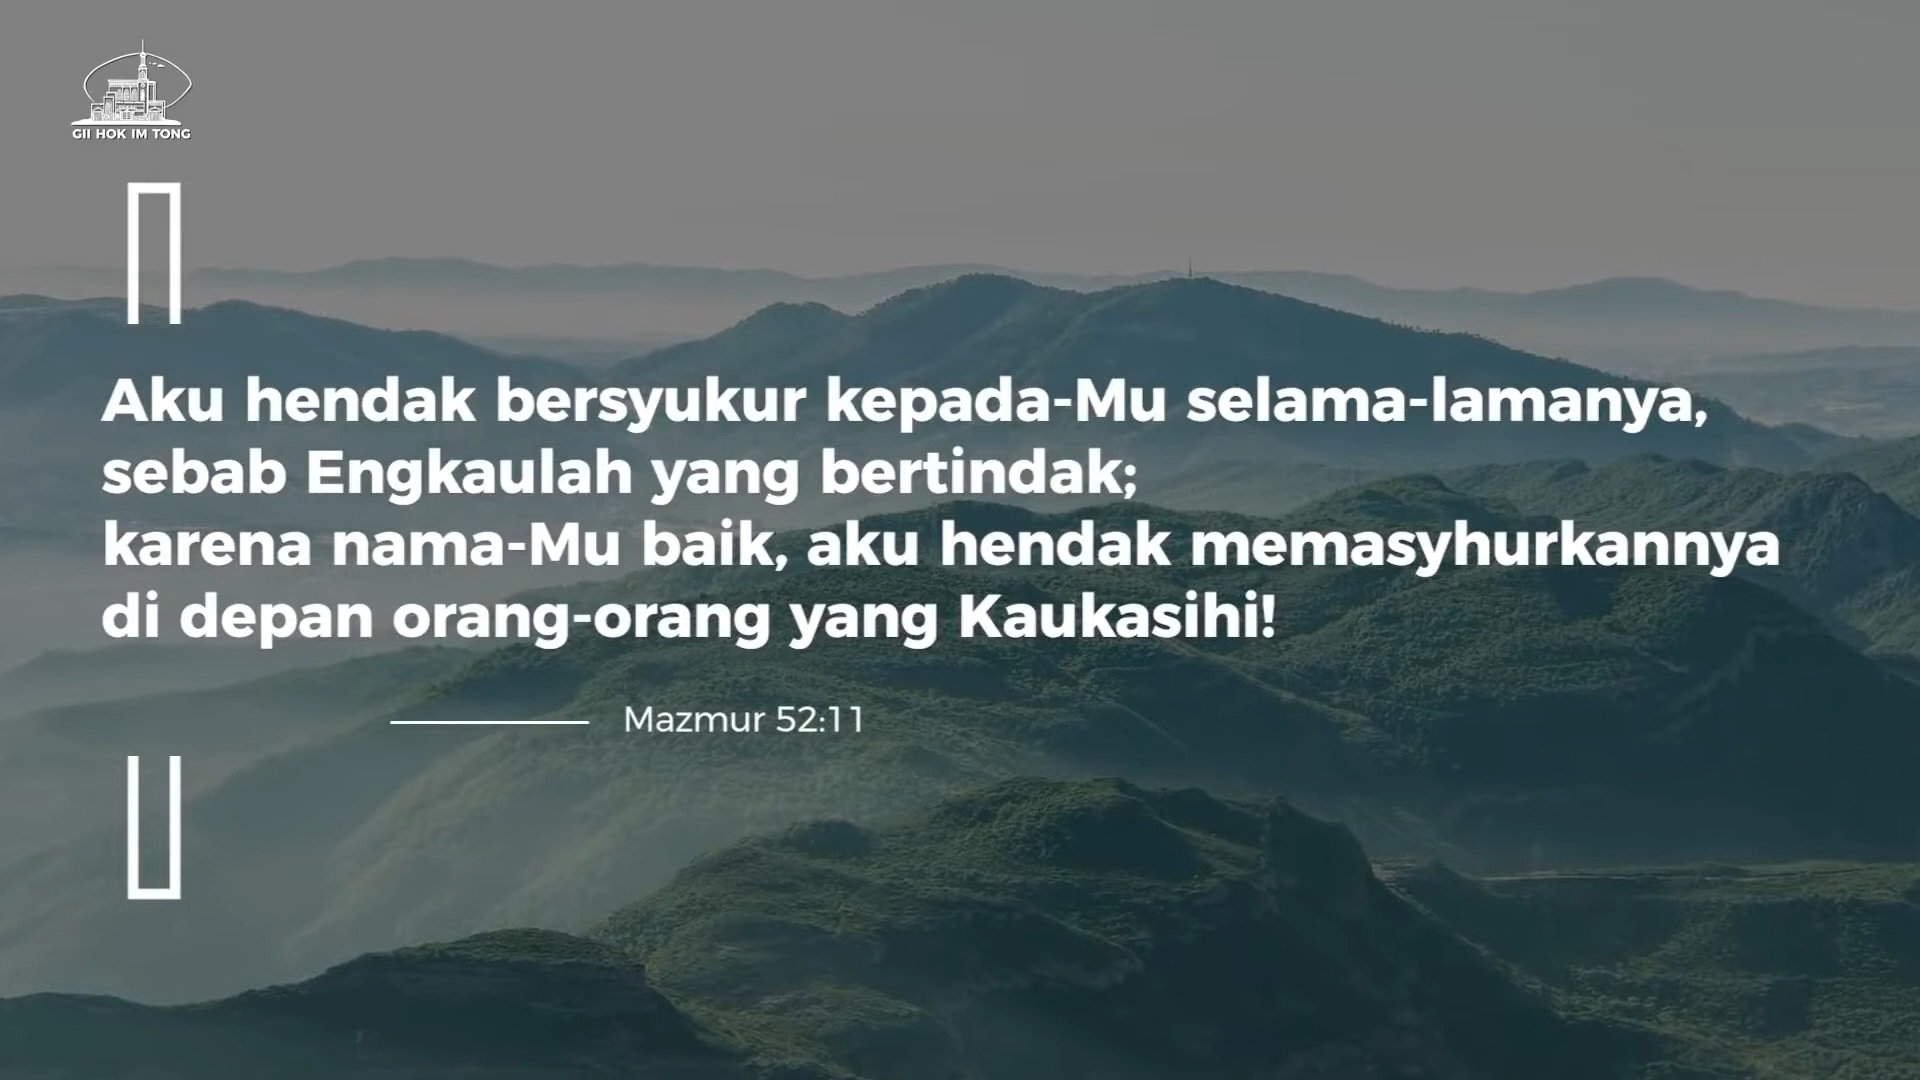 GII HOK IM TONG
Aku hendak bersyukur kepada-Mu selama-lamanya,
sebab Engkaulah yang bertindak;
karena nama-Mu baik, aku hendak memasyhurkannya
di depan orang-orang yang Kaukasihi!
Mazmur 52:11